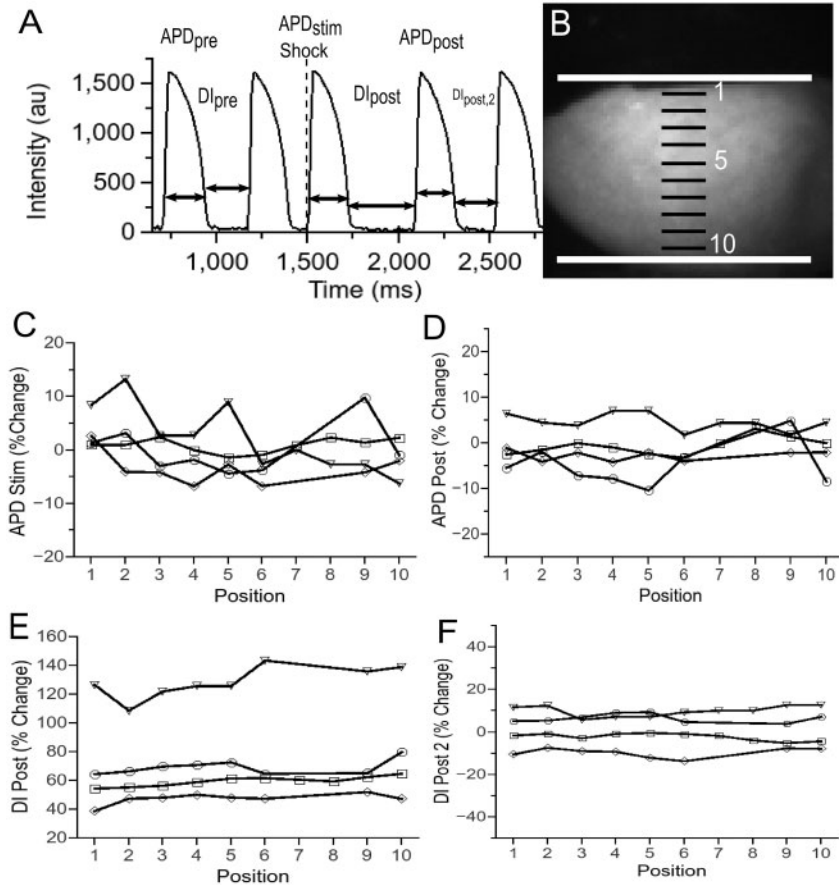 A
APDpre
APDstim
Shock
APDpost
DIpre
DIpost
DIpost,2
Intensity (au)
1,500
1,000
500
0
1,000
1,500
2,000
2,500
Time (ms)
B
1
5
10
C
APD Stim (%Change)
20
10
0
−10
−20
1 2 3 4 5 6 7 8 9 10
Position
D
APD Post (% Change)
20
10
0
−10
−20
1 2 3 4 5 6 7 8 9 10
Position
E
DI Post (% Change)
160
140
120
100
80
60
40
20
1 2 3 4 5 6 7 8 9 10
Position
F
DI Post 2 (% Change)
40
20
0
−20
−40
1 2 3 4 5 6 7 8 9 10
Position